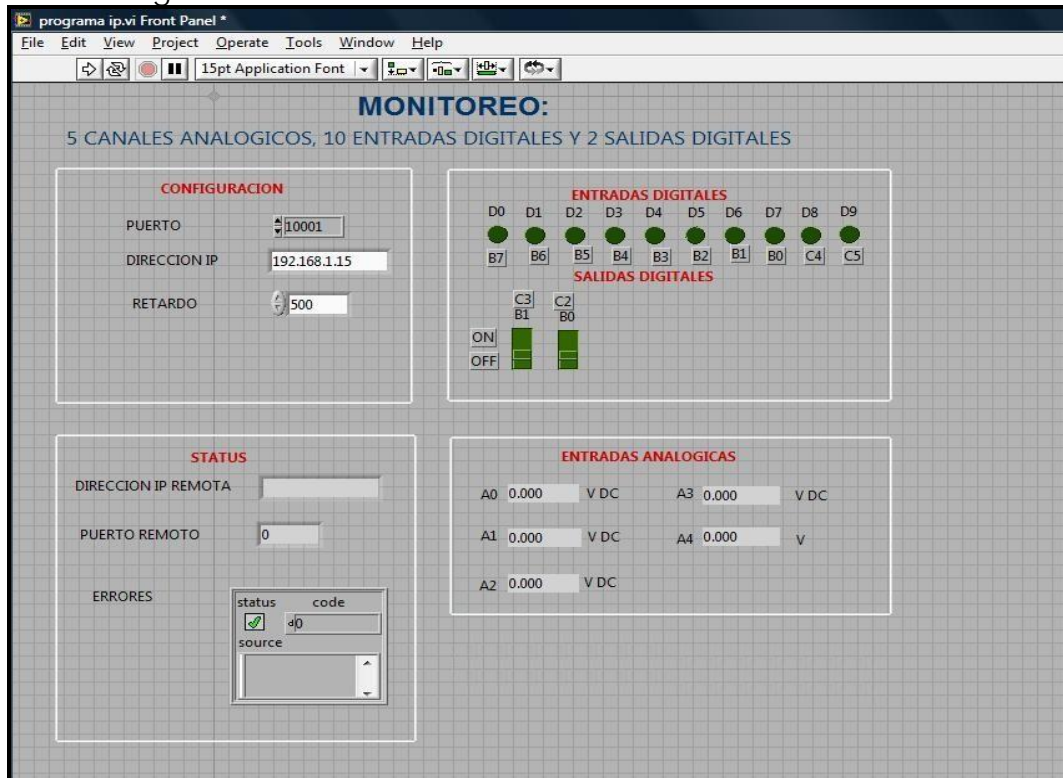 programa ip.vi Front Panel *
File Edit View Project Operate Tools Window Help
15pt Application Font
MONITOREO:
5 CANALES ANALOGICOS, 10 ENTRADAS DIGITALES Y 2 SALIDAS DIGITALES
CONFIGURACION
PUERTO 10001
DIRECCION IP 192.168.1.15
RETARDO 500
ENTRADAS DIGITALES
D0 D1 D2 D3 D4 D5 D6 D7 D8 D9
B7 B6 B5 B4 B3 B2 B1 B0 C4 C5
SALIDAS DIGITALES
C3 C2
B1 B0
ON
OFF
STATUS
DIRECCION IP REMOTA
PUERTO REMOTO 0
ERRORES
status code
d0
source
ENTRADAS ANALOGICAS
A0 0.000 V DC A3 0.000 V DC
A1 0.000 V DC A4 0.000 V
A2 0.000 V DC